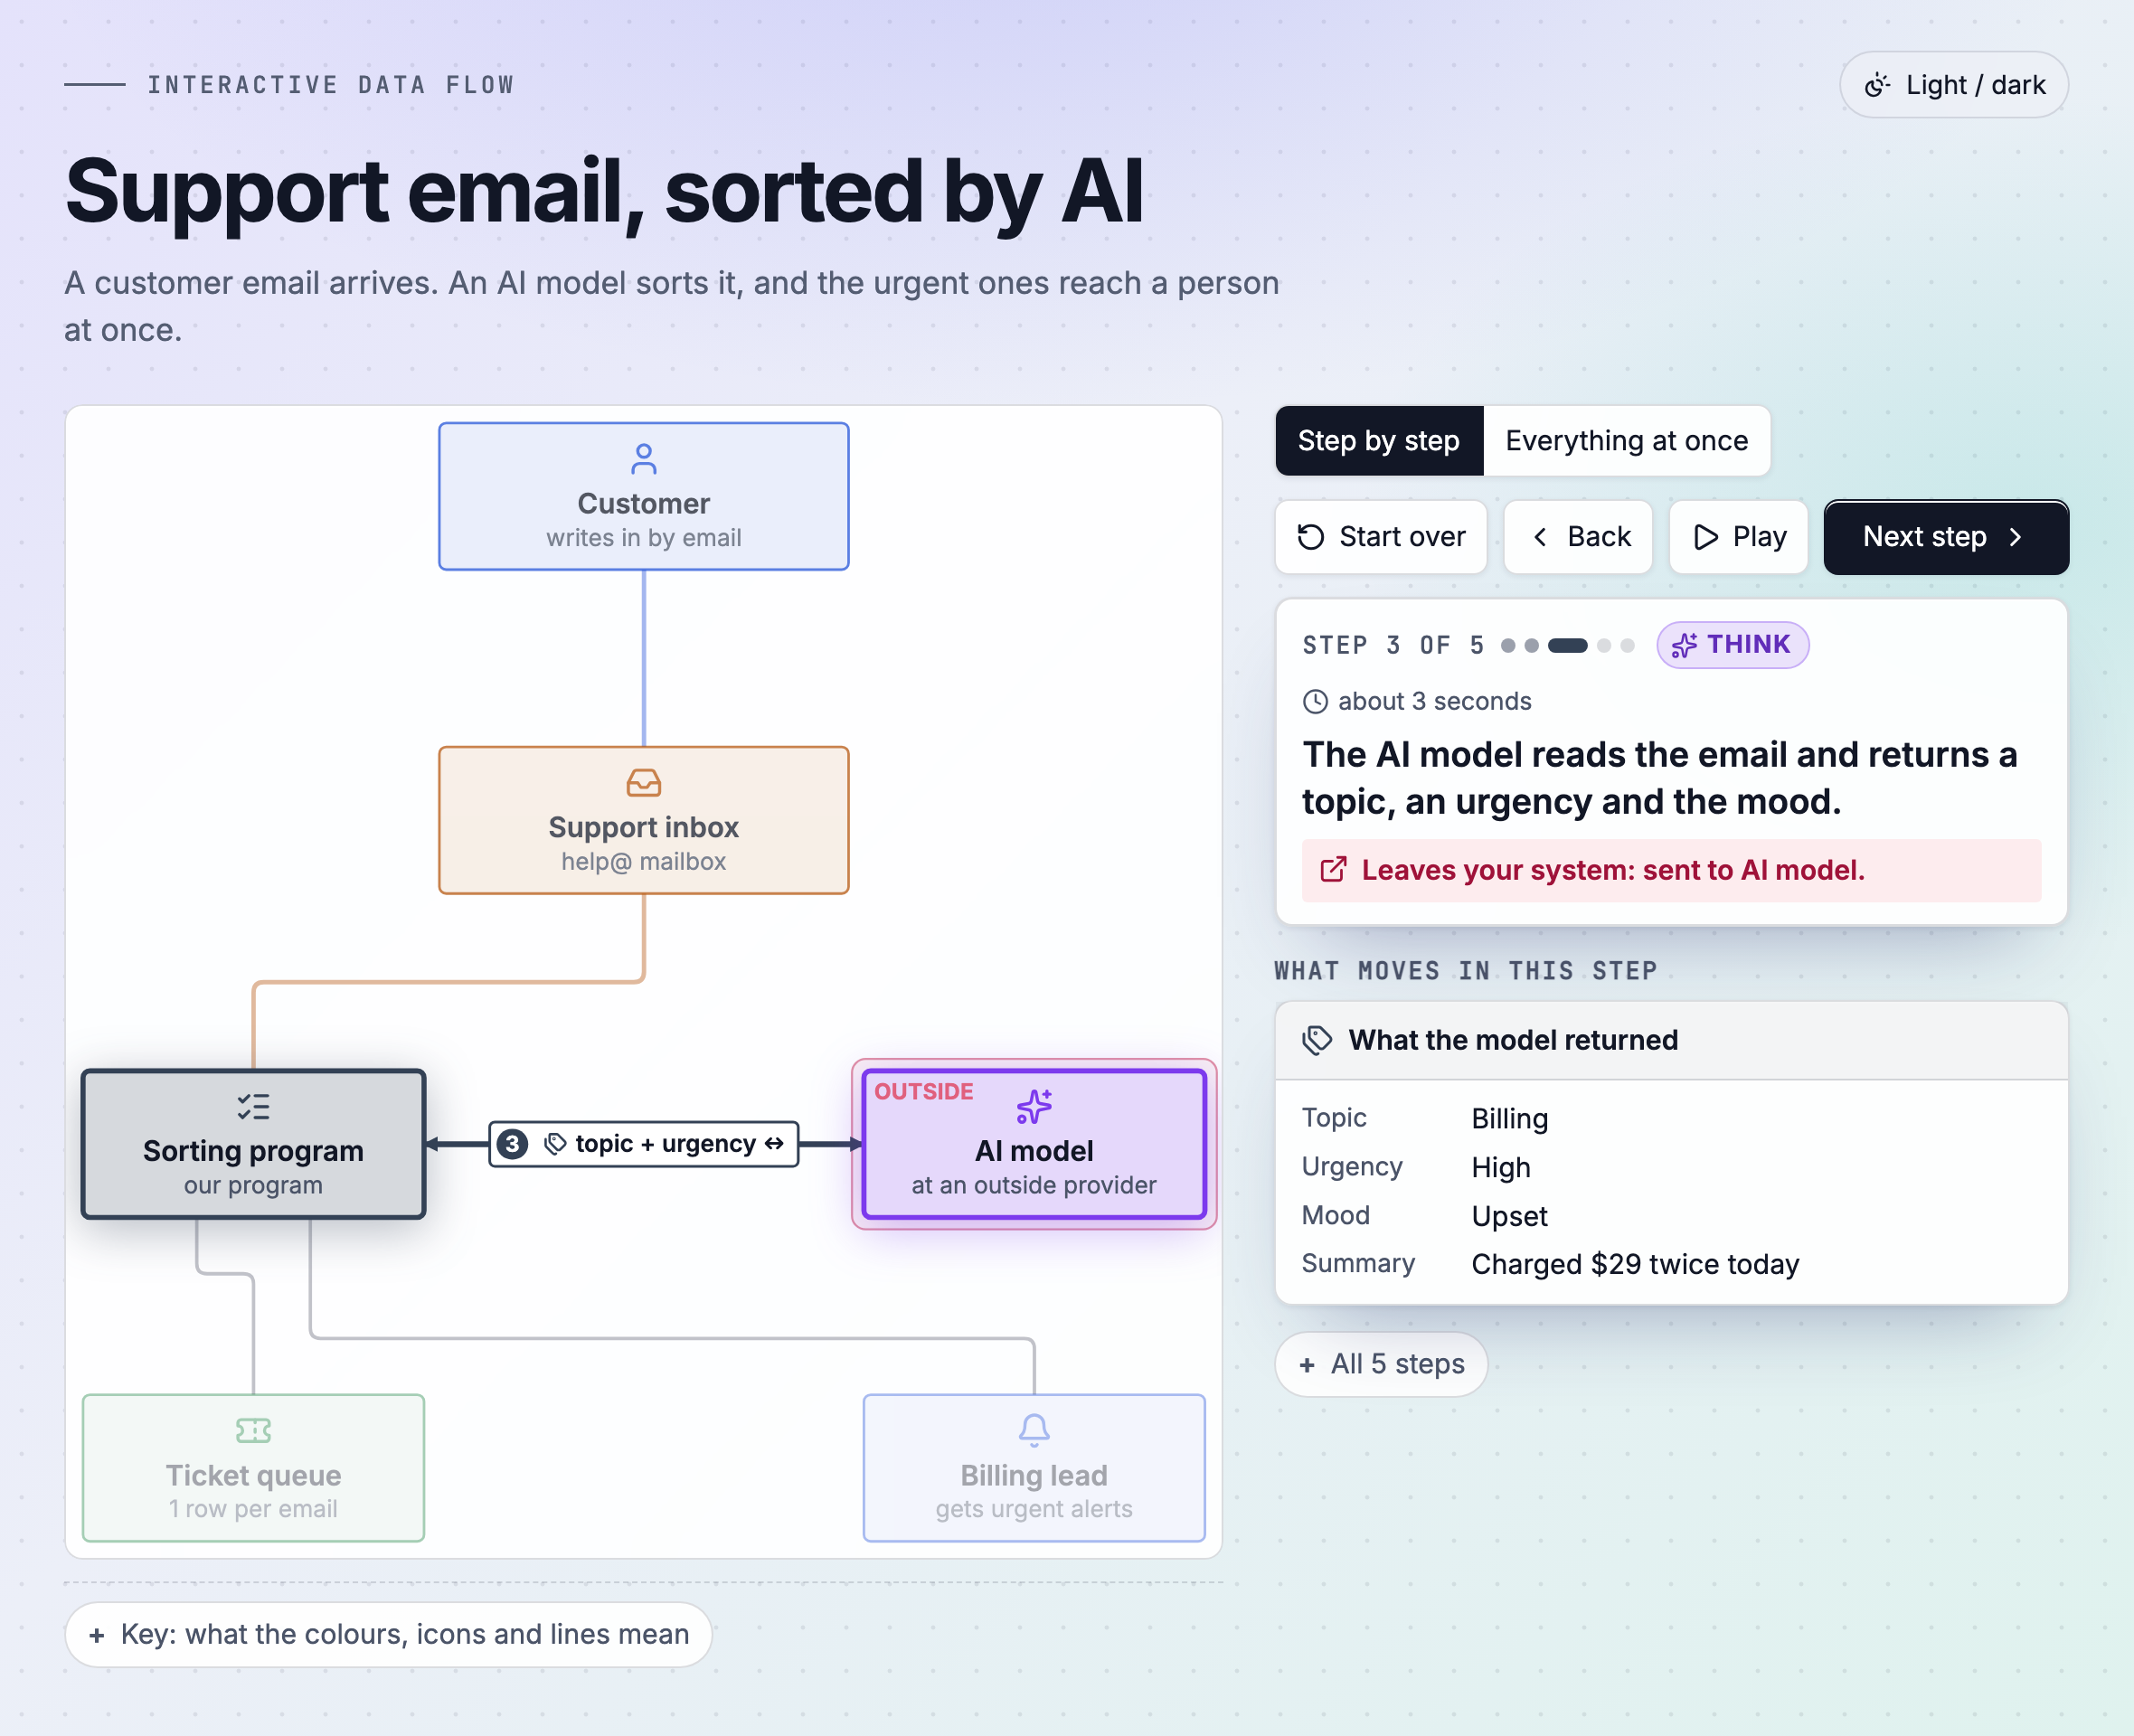 INTERACTIVE DATA FLOW
Light / dark
Support email, sorted by AI
A customer email arrives. An AI model sorts it, and the urgent ones reach a person
at once.
Customer
writes in by email
Support inbox
help@ mailbox
Sorting program
our program
3 topic + urgency ↔
OUTSIDE
AI model
at an outside provider
Ticket queue
1 row per email
Billing lead
gets urgent alerts
+ Key: what the colours, icons and lines mean
Step by step
Everything at once
Start over
Back
Play
Next step
STEP 3 OF 5
THINK
about 3 seconds
The AI model reads the email and returns a
topic, an urgency and the mood.
Leaves your system: sent to AI model.
WHAT MOVES IN THIS STEP
What the model returned
Topic Billing
Urgency High
Mood Upset
Summary Charged $29 twice today
+ All 5 steps